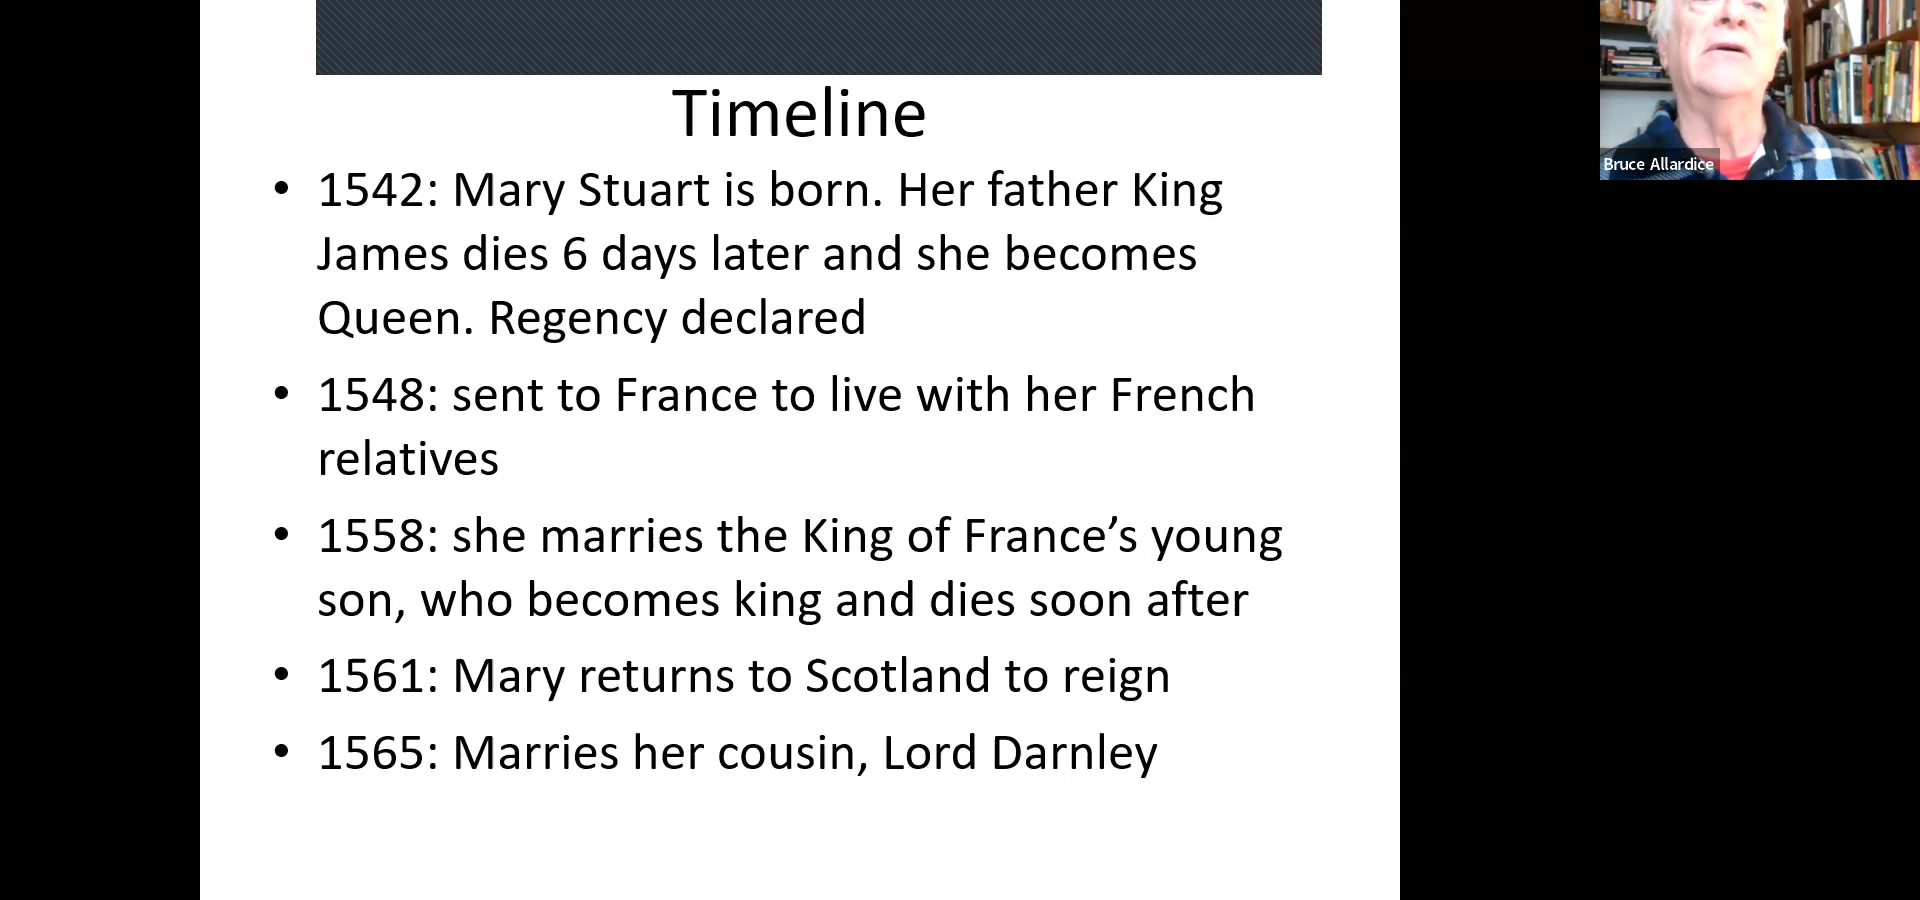 Timeline
• 1542: Mary Stuart is born. Her father King
James dies 6 days later and she becomes
Queen. Regency declared
• 1548: sent to France to live with her French
relatives
• 1558: she marries the King of France’s young
son, who becomes king and dies soon after
• 1561: Mary returns to Scotland to reign
• 1565: Marries her cousin, Lord Darnley
Bruce Allardice